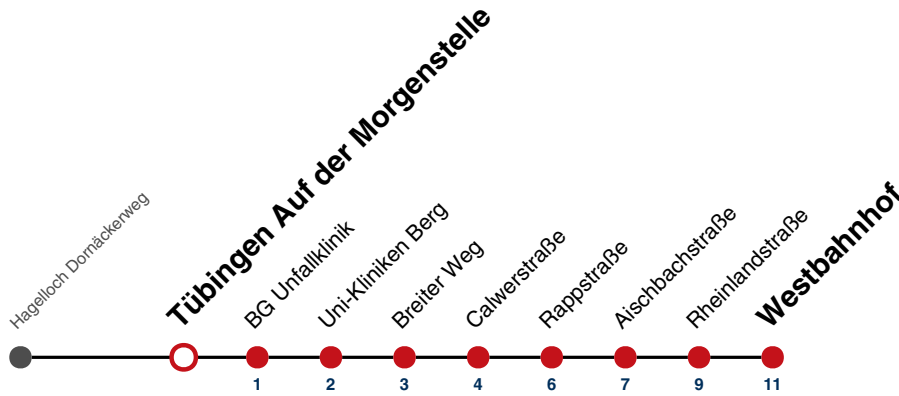 Hagelloch Dornäckerweg
Tübingen Auf der Morgenstelle
BG Unfallklinik
Uni-Kliniken Berg
Breiter Weg
Calwerstraße
Rappstraße
Aischbachstraße
Rheinlandstraße
Westbahnhof
1 2 3 4 6 7 9 11